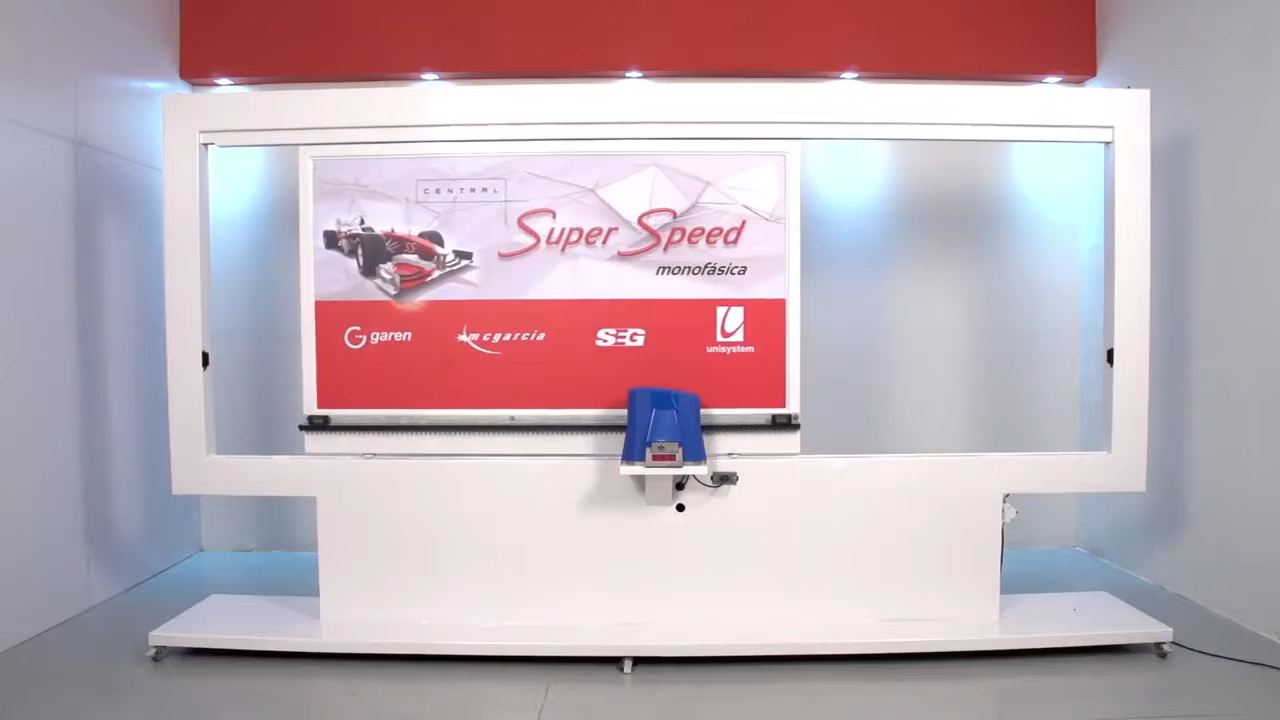 CENTRAL
Super Speed
monofásica
garen
mcgarcia
SEG
unisystem